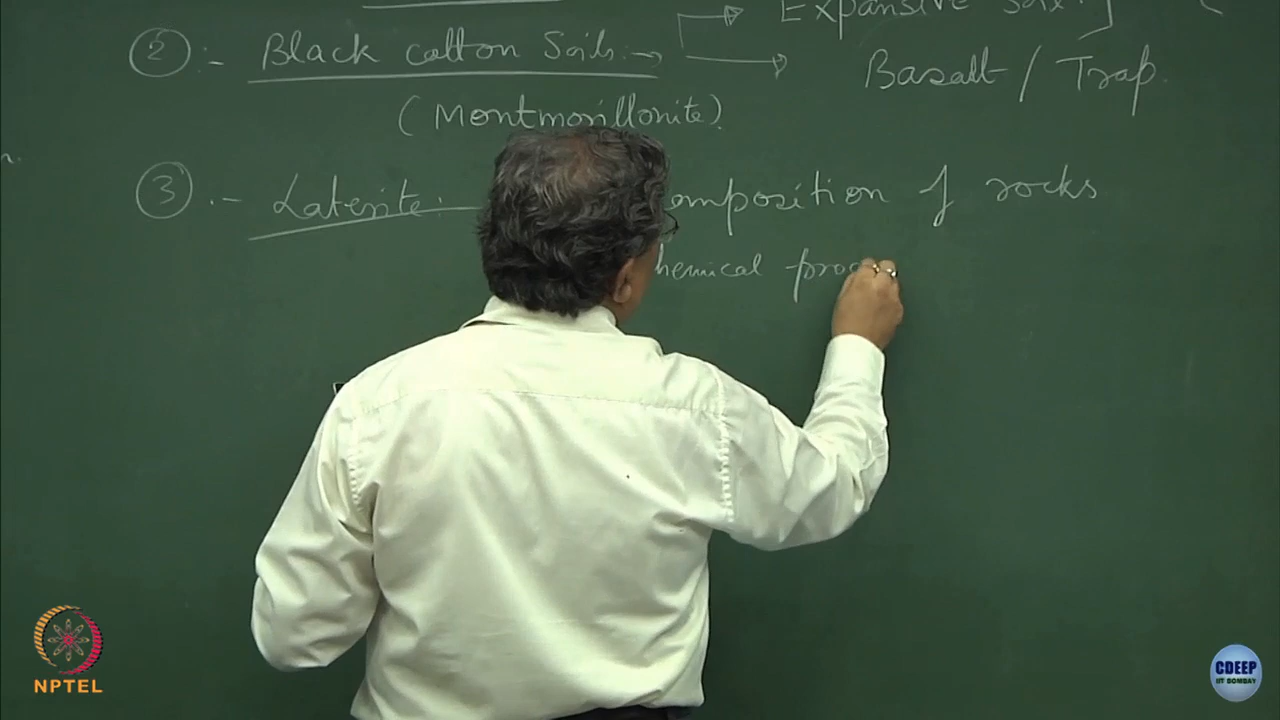 Expansive Soil.]
② :- Black cotton Soils. →
Basalt / Trap.
(Montmorillonite)
n.
③ .- Laterite. omposition of rocks
hemical proc
NPTEL
CDEEP
IIT BOMBAY